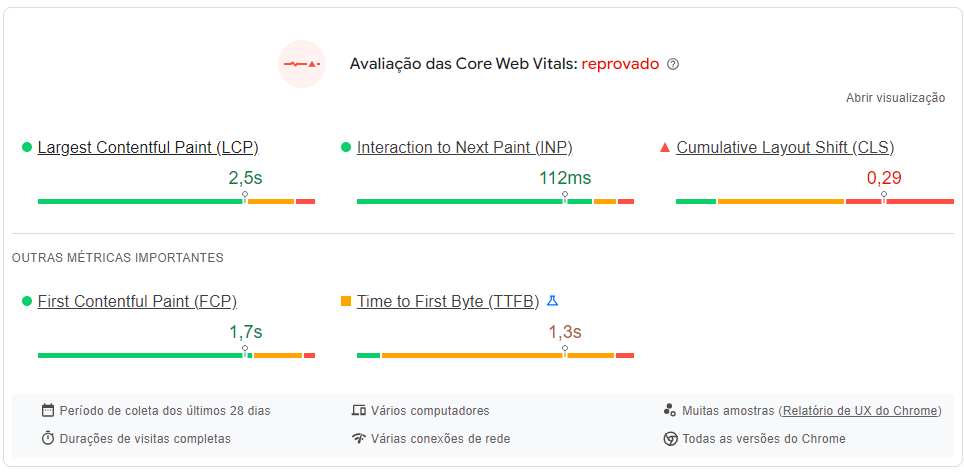 Avaliação das Core Web Vitals: reprovado
Abrir visualização
Largest Contentful Paint (LCP)
2,5s
Interaction to Next Paint (INP)
112ms
Cumulative Layout Shift (CLS)
0,29
OUTRAS MÉTRICAS IMPORTANTES
First Contentful Paint (FCP)
1,7s
Time to First Byte (TTFB)
1,3s
Período de coleta dos últimos 28 dias
Vários computadores
Muitas amostras (Relatório de UX do Chrome)
Durações de visitas completas
Várias conexões de rede
Todas as versões do Chrome